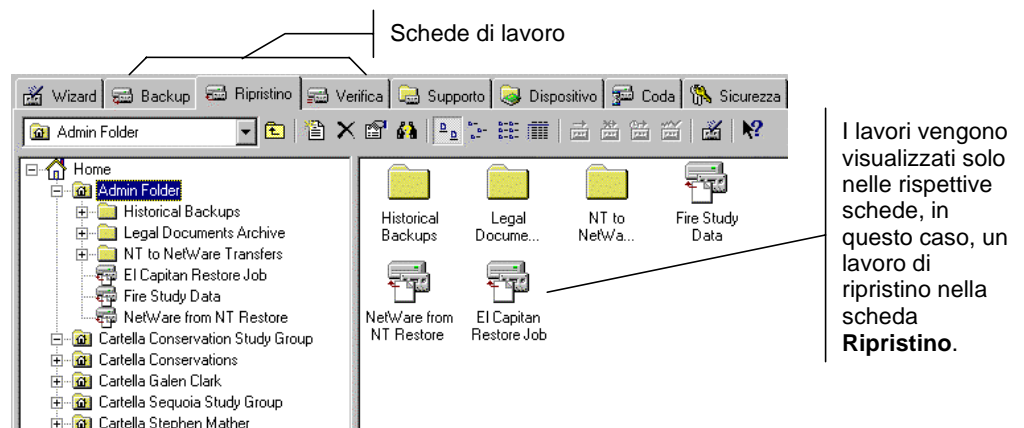 Schede di lavoro
Wizard Backup Ripristino Verifica Supporto Dispositivo Coda Sicurezza
Admin Folder
Home
Admin Folder
Historical Backups
Legal Documents Archive
NT to NetWare Transfers
El Capitan Restore Job
Fire Study Data
NetWare from NT Restore
Cartella Conservation Study Group
Cartella Conservations
Cartella Galen Clark
Cartella Sequoia Study Group
Cartella Stephen Mather
Historical
Backups
Legal
Docume...
NT to
NetWa...
Fire Study
Data
NetWare from
NT Restore
El Capitan
Restore Job
I lavori vengono
visualizzati solo
nelle rispettive
schede, in
questo caso, un
lavoro di
ripristino nella
scheda
Ripristino.